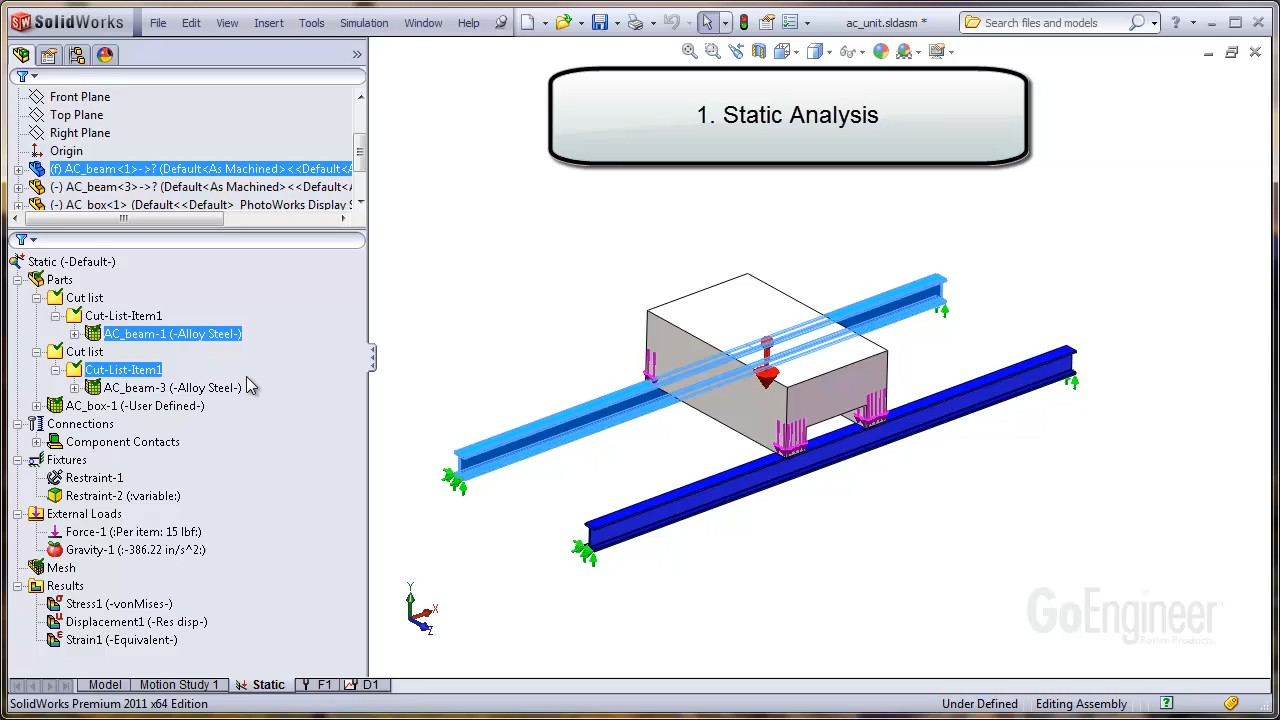 SolidWorks File Edit View Insert Tools Simulation Window Help ac_unit.sldasm * Search files and models
1. Static Analysis
Front Plane
Top Plane
Right Plane
Origin
(f) AC_beam<1>->? (Default<As Machined><<Default>
(-) AC_beam<3>->? (Default<As Machined><<Default>
(-) AC_box<1> (Default<<Default>_PhotoWorks Display S
Static (-Default-)
Parts
Cut list
Cut-List-Item1
AC_beam-1 (-Alloy Steel-)
Cut list
Cut-List-Item1
AC_beam-3 (-Alloy Steel-)
AC_box-1 (-User Defined-)
Connections
Component Contacts
Fixtures
Restraint-1
Restraint-2 (:variable:)
External Loads
Force-1 (:Per item: 15 lbf:)
Gravity-1 (:-386.22 in/s^2:)
Mesh
Results
Stress1 (-vonMises-)
Displacement1 (-Res disp-)
Strain1 (-Equivalent-)
Y
X
Z
GoEngineer
Model Motion Study 1 Static F1 D1
SolidWorks Premium 2011 x64 Edition Under Defined Editing Assembly